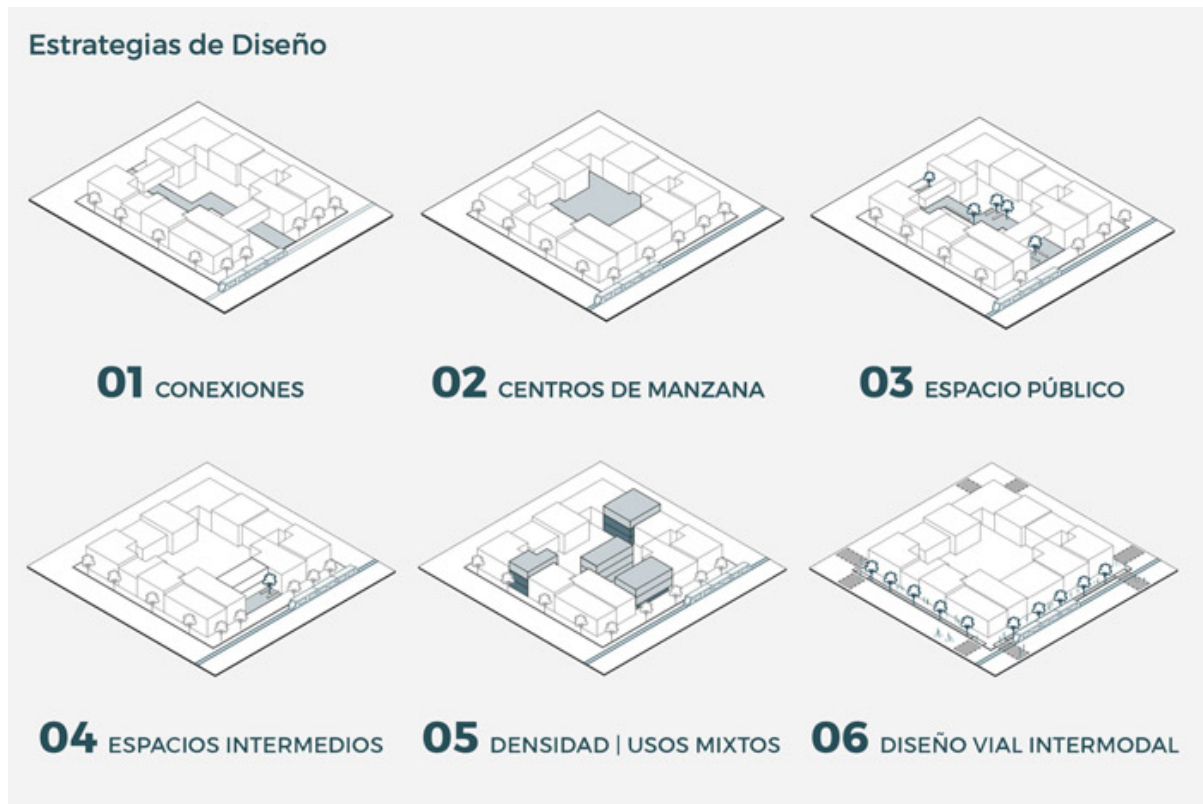 Estrategias de Diseño
01 CONEXIONES
02 CENTROS DE MANZANA
03 ESPACIO PÚBLICO
04 ESPACIOS INTERMEDIOS
05 DENSIDAD | USOS MIXTOS
06 DISEÑO VIAL INTERMODAL